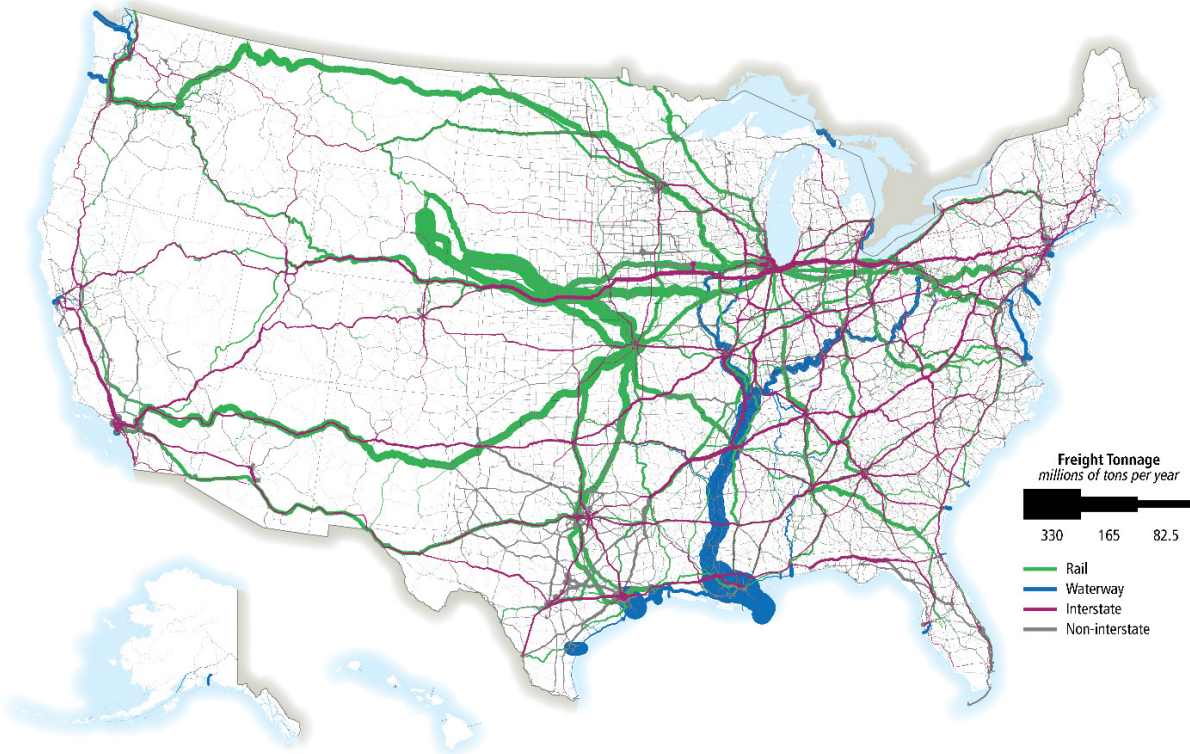 Freight Tonnage
millions of tons per year
330 165 82.5
Rail
Waterway
Interstate
Non-interstate